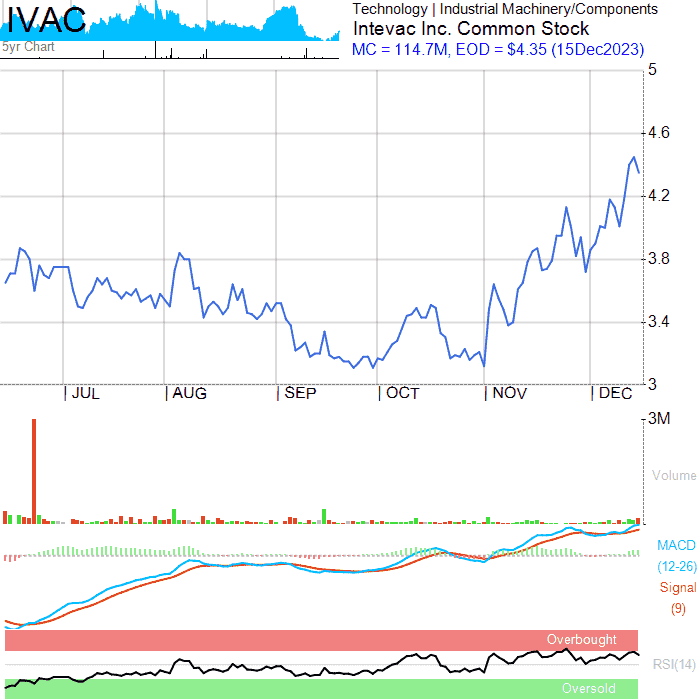 IVAC
5yr Chart
Technology | Industrial Machinery/Components
Intevac Inc. Common Stock
MC = 114.7M, EOD = $4.35 (15Dec2023)
5
4.6
4.2
3.8
3.4
3
JUL
AUG
SEP
OCT
NOV
DEC
3M
Volume
MACD
(12-26)
Signal
(9)
Overbought
RSI(14)
Oversold